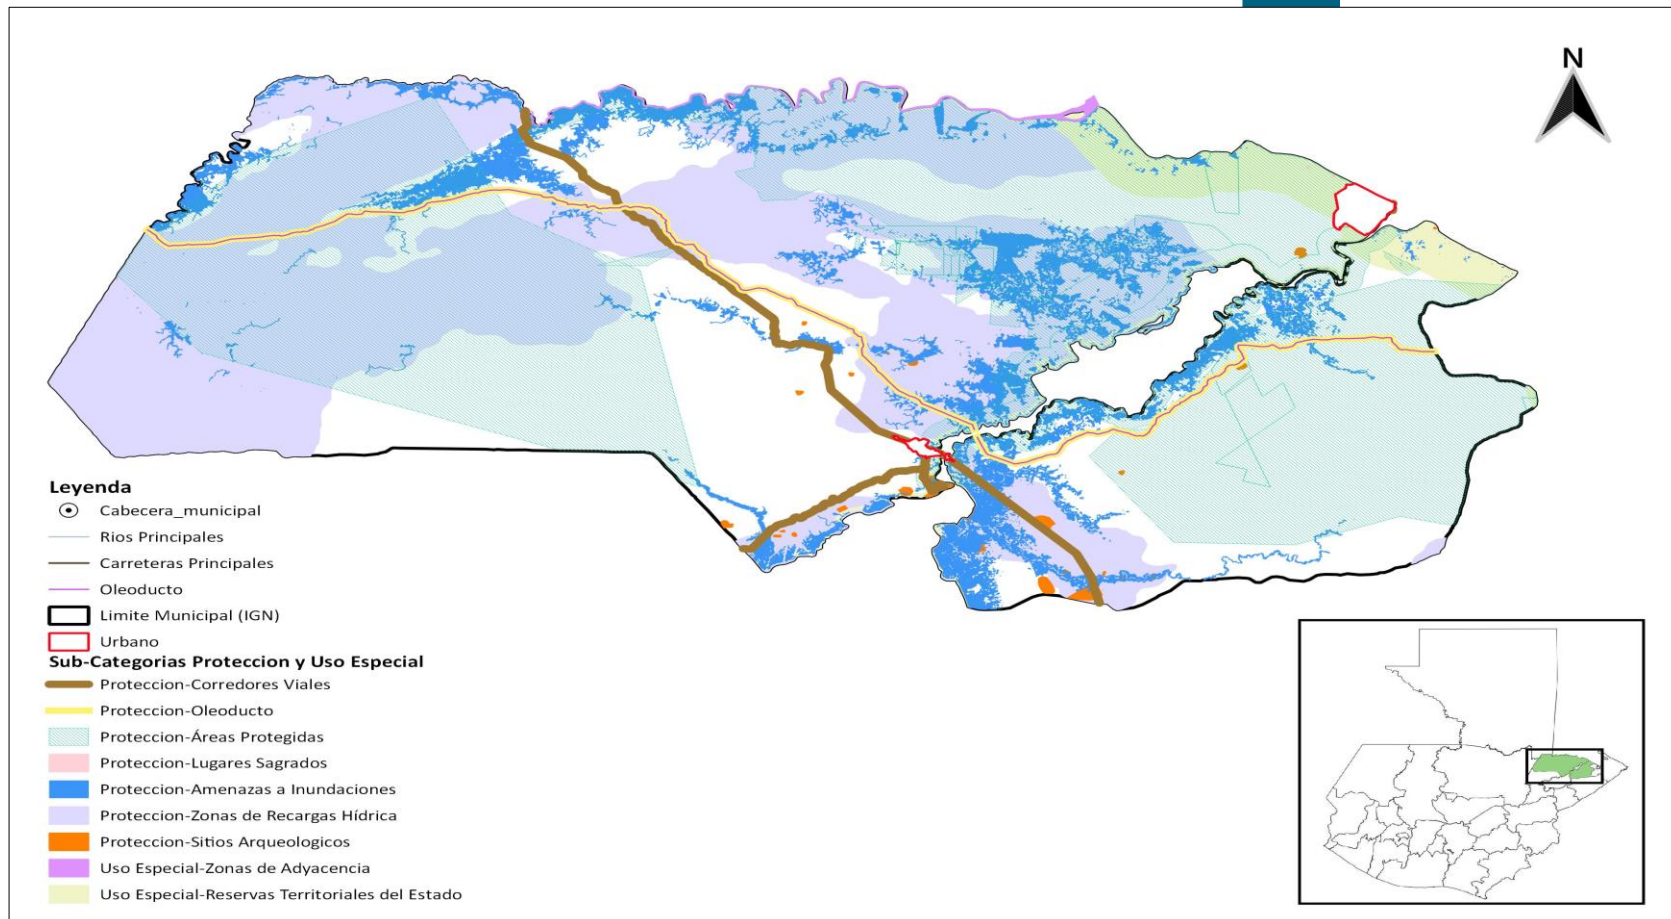 N
Leyenda
Cabecera_municipal
Rios Principales
Carreteras Principales
Oleoducto
Limite Municipal (IGN)
Urbano
Sub-Categorias Proteccion y Uso Especial
Proteccion-Corredores Viales
Proteccion-Oleoducto
Proteccion-Áreas Protegidas
Proteccion-Lugares Sagrados
Proteccion-Amenazas a Inundaciones
Proteccion-Zonas de Recargas Hídrica
Proteccion-Sitios Arqueologicos
Uso Especial-Zonas de Adyacencia
Uso Especial-Reservas Territoriales del Estado